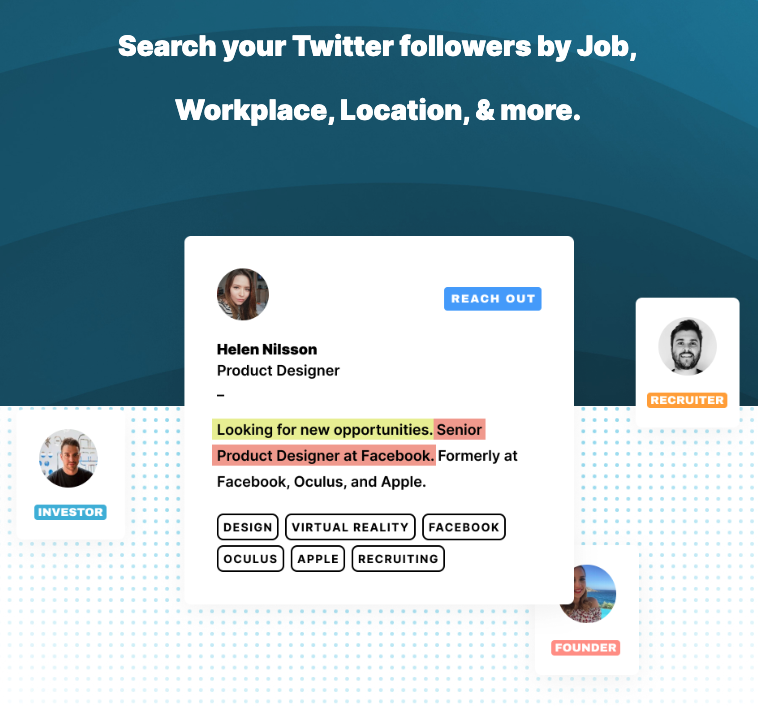 Search your Twitter followers by Job,
Workplace, Location, & more.
REACH OUT
Helen Nilsson
Product Designer
–
Looking for new opportunities. Senior
Product Designer at Facebook. Formerly at
Facebook, Oculus, and Apple.
DESIGN VIRTUAL REALITY FACEBOOK
OCULUS APPLE RECRUITING
RECRUITER
INVESTOR
FOUNDER